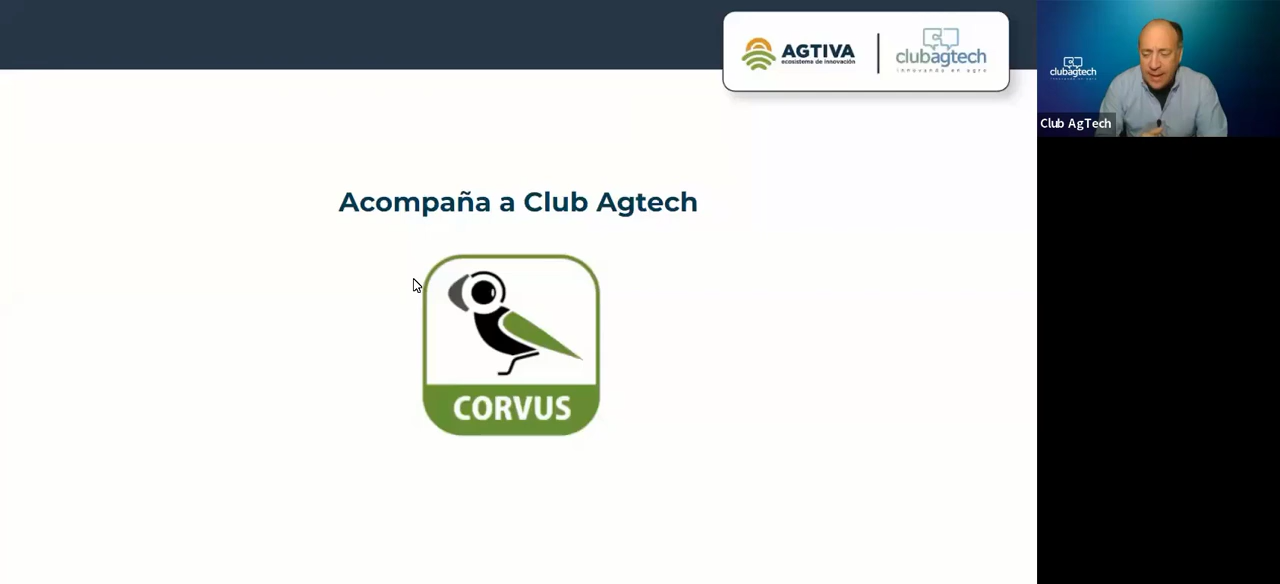 AGTIVA
ecosistema de innovación
clubagtech
innovando en agro
clubagtech
Club AgTech
Acompaña a Club Agtech
CORVUS